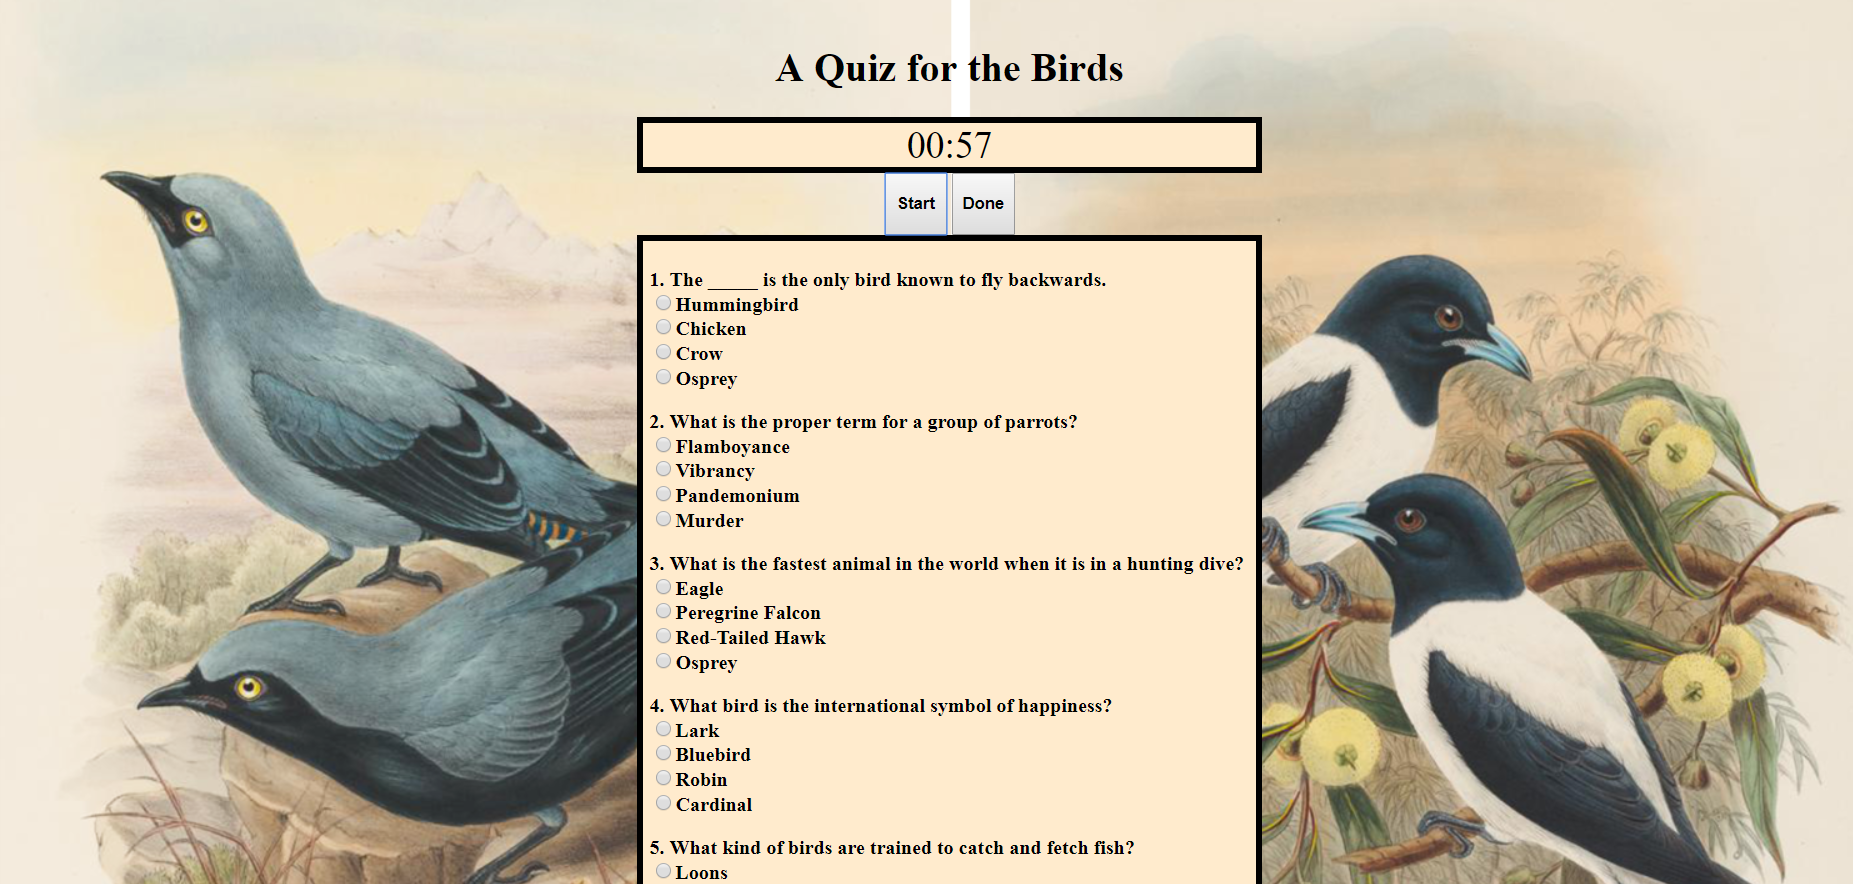 A Quiz for the Birds
00:57
Start Done
1. The _____ is the only bird known to fly backwards.
Hummingbird
Chicken
Crow
Osprey
2. What is the proper term for a group of parrots?
Flamboyance
Vibrancy
Pandemonium
Murder
3. What is the fastest animal in the world when it is in a hunting dive?
Eagle
Peregrine Falcon
Red-Tailed Hawk
Osprey
4. What bird is the international symbol of happiness?
Lark
Bluebird
Robin
Cardinal
5. What kind of birds are trained to catch and fetch fish?
Loons